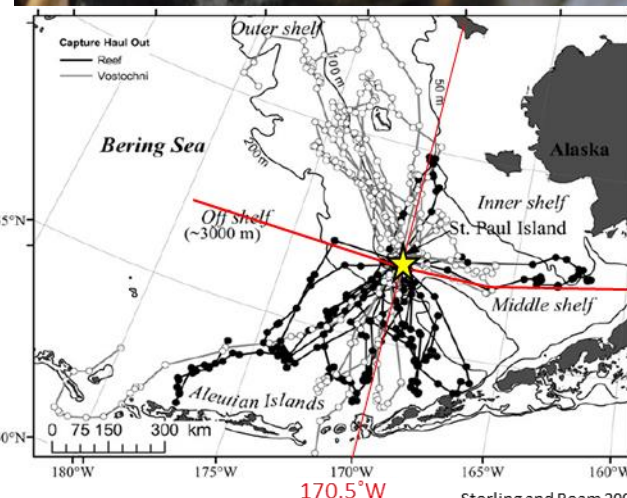 Outer shelf
Capture Haul Out
Reef
Vostochni
100 m
50 m
200 m
Bering Sea
Alaska
Inner shelf
Off shelf
(~3000 m)
St. Paul Island
55°N
Middle shelf
Aleutian Islands
0 75 150 300 km
180°W
175°W
170°W
165°W
160°W
170.5°W